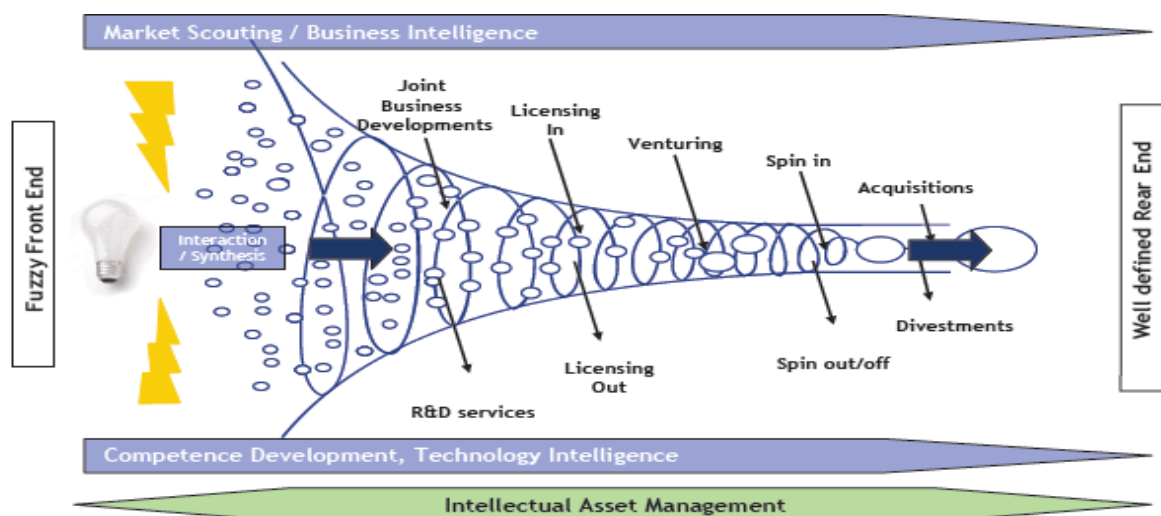 Market Scouting / Business Intelligence
Fuzzy Front End
Interaction
/ Synthesis
Joint
Business
Developments
Licensing
In
Venturing
Spin in
Acquisitions
Well defined Rear End
R&D services
Licensing
Out
Spin out/off
Divestments
Competence Development, Technology Intelligence
Intellectual Asset Management